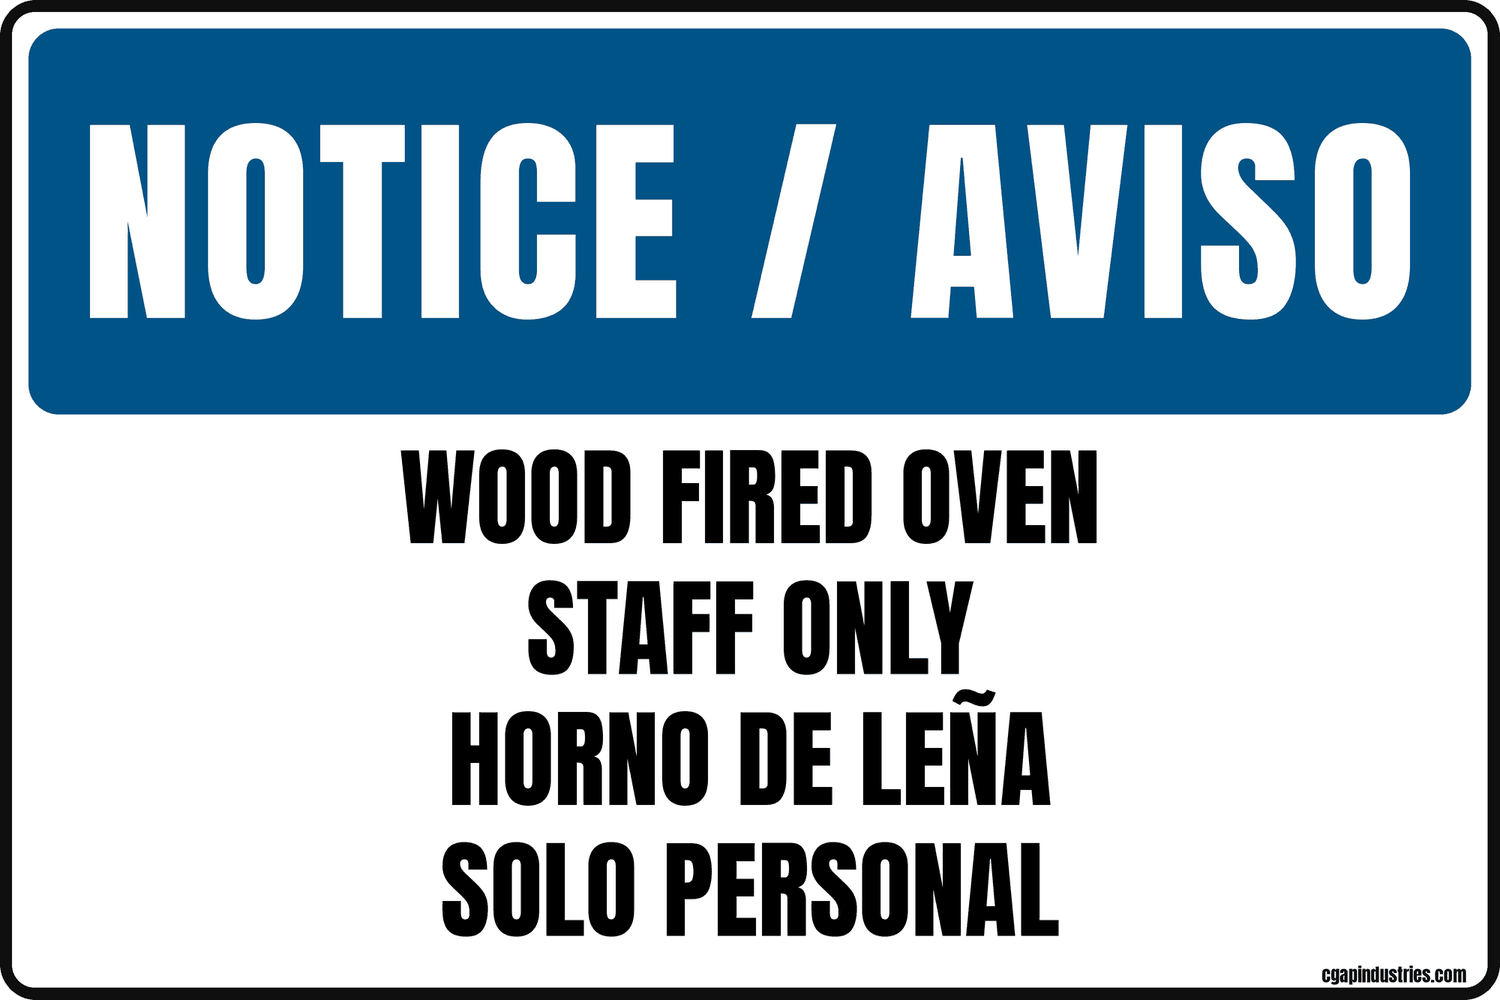 NOTICE / AVISO
WOOD FIRED OVEN
STAFF ONLY
HORNO DE LEÑA
SOLO PERSONAL
cgapindustries.com